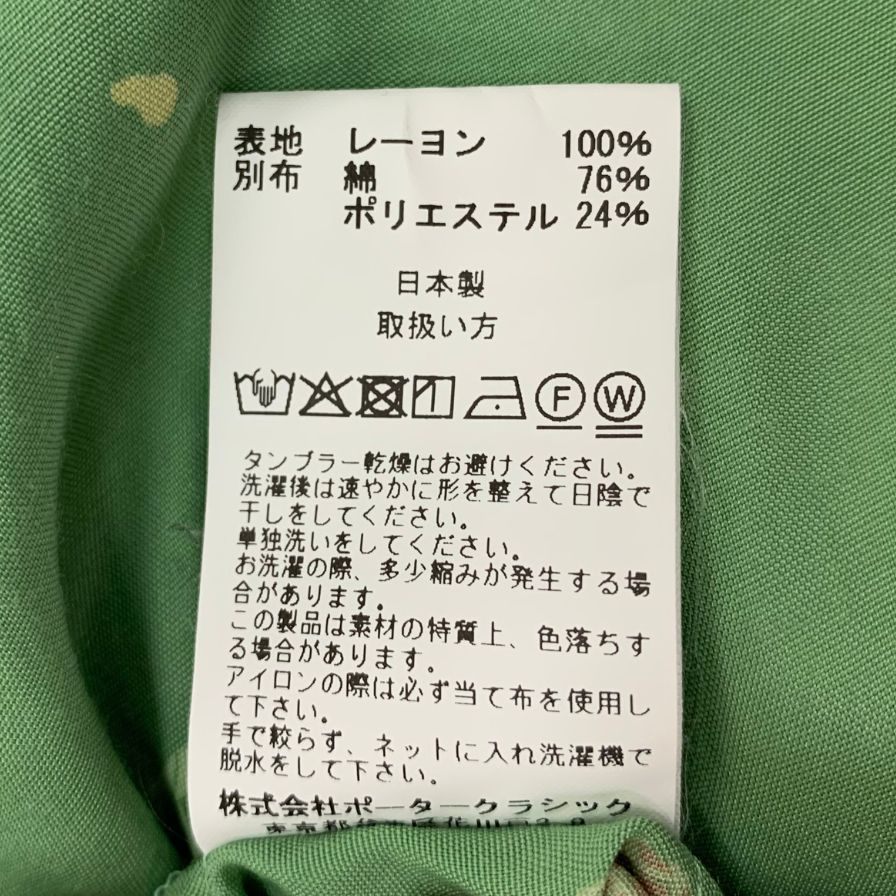 表地 レーヨン 100%
別布 綿 76%
ポリエステル 24%
日本製
取扱い方
F W
タンブラー乾燥はお避けください。
洗濯後は速やかに形を整えて日陰で
干しをしてください。
単独洗いをしてください。
お洗濯の際、多少縮みが発生する場
合があります。
この製品は素材の特質上、色落ちす
る場合があります。
アイロンの際は必ず当て布を使用し
て下さい。
手で絞らず、ネットに入れ洗濯機で
脱水をして下さい。
株式会社ポータークラシック
東京都台東区花川戸